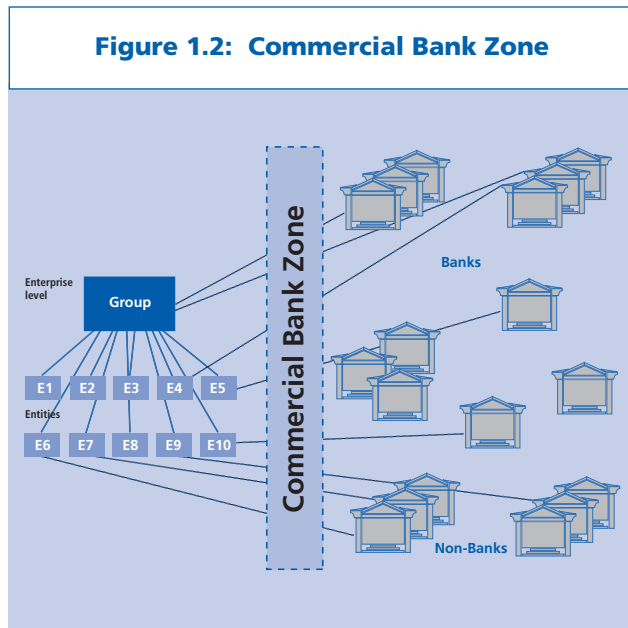 Figure 1.2: Commercial Bank Zone
Enterprise
level
Group
Commercial Bank Zone
Banks
E1 E2 E3 E4 E5
Entities
E6 E7 E8 E9 E10
Non-Banks